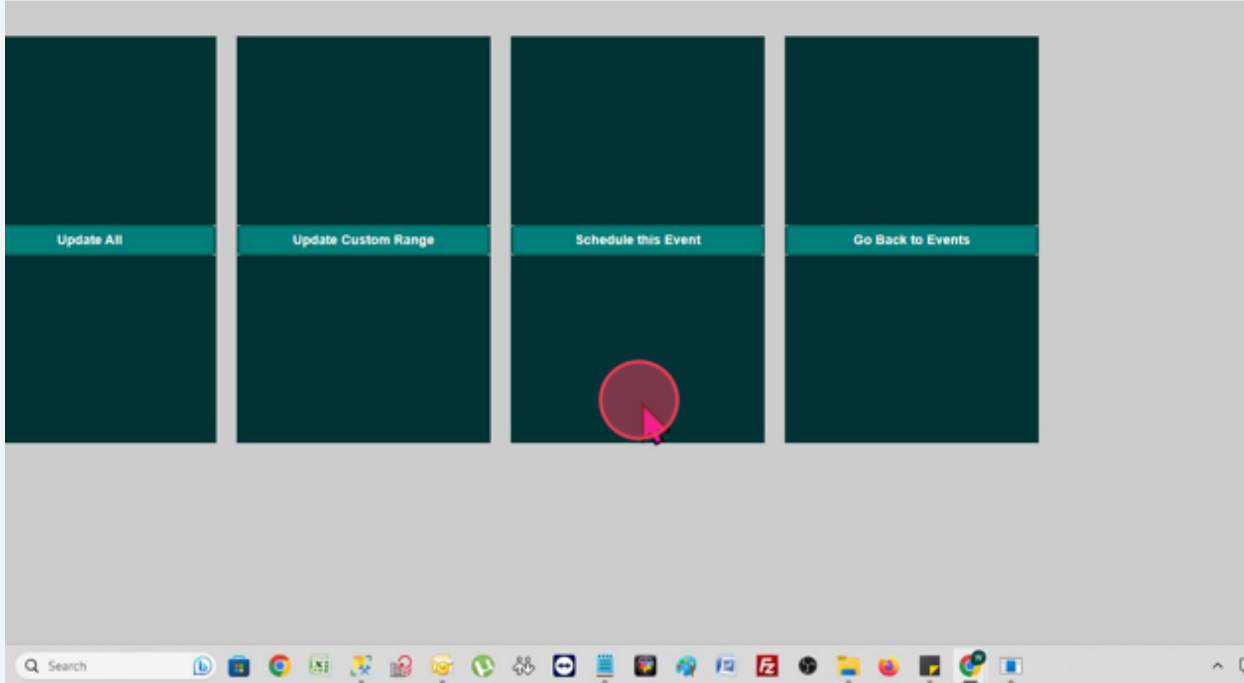 Update All
Update Custom Range
Schedule this Event
Go Back to Events
Search